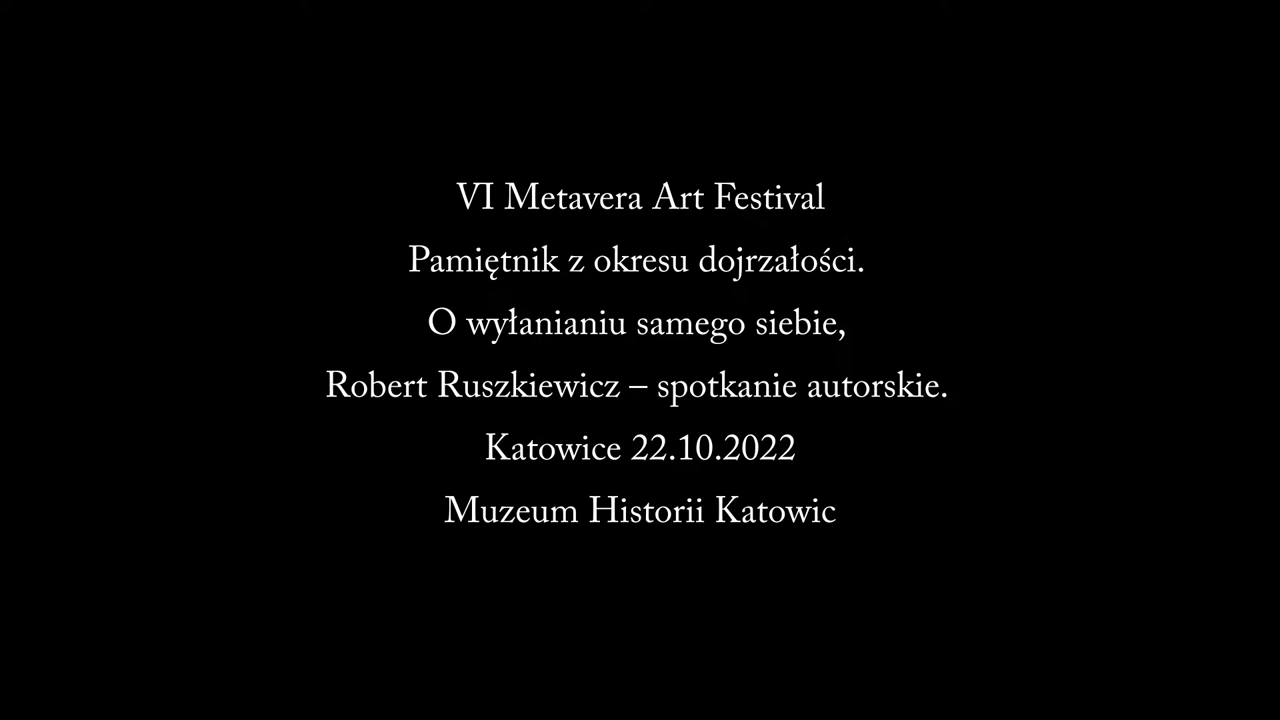 VI Metavera Art Festival
Pamiętnik z okresu dojrzałości.
O wyłanianiu samego siebie,
Robert Ruszkiewicz – spotkanie autorskie.
Katowice 22.10.2022
Muzeum Historii Katowic